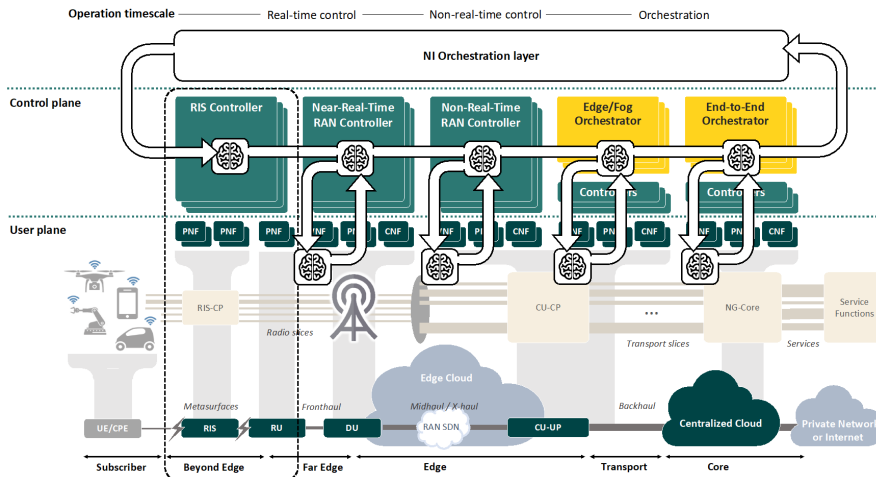 Operation timescale
Real-time control
Non-real-time control
Orchestration
NI Orchestration layer
Control plane
RIS Controller
Near-Real-Time
RAN Controller
Non-Real-Time
RAN Controller
Edge/Fog
Orchestrator
End-to-End
Orchestrator
User plane
PNF
PNF
PNF
CNF
CNF
CNF
CNF
RIS-CP
CU-CP
...
NG-Core
Service
Functions
Radio slices
Transport slices
Services
Edge Cloud
Metasurfaces
Fronthaul
Midhaul / X-haul
Backhaul
UE/CPE
RIS
RU
DU
RAN SDN
CU-UP
Centralized Cloud
Private Network
or Internet
Subscriber
Beyond Edge
Far Edge
Edge
Transport
Core